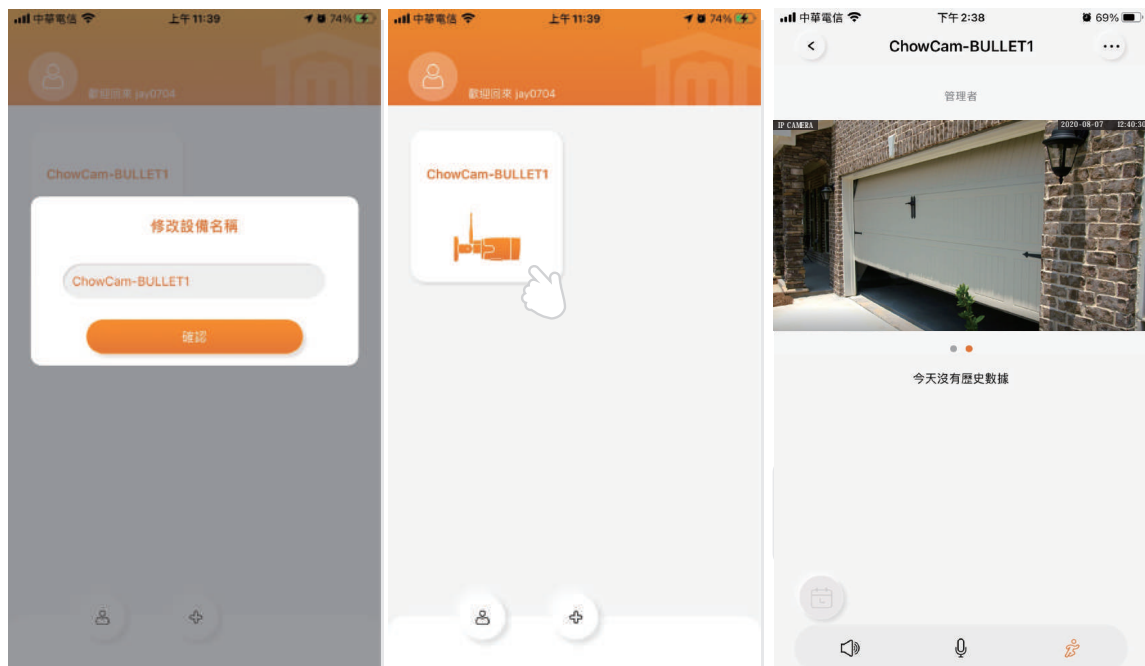 中華電信
上午11:39
74%
歡迎回來 jay0704
ChowCam-BULLET1
修改設備名稱
ChowCam-BULLET1
確認
中華電信
上午11:39
74%
歡迎回來 jay0704
ChowCam-BULLET1
中華電信
下午2:38
69%
ChowCam-BULLET1
管理者
IP CAMERA
2020-08-07 12:40:30
今天沒有歷史數據